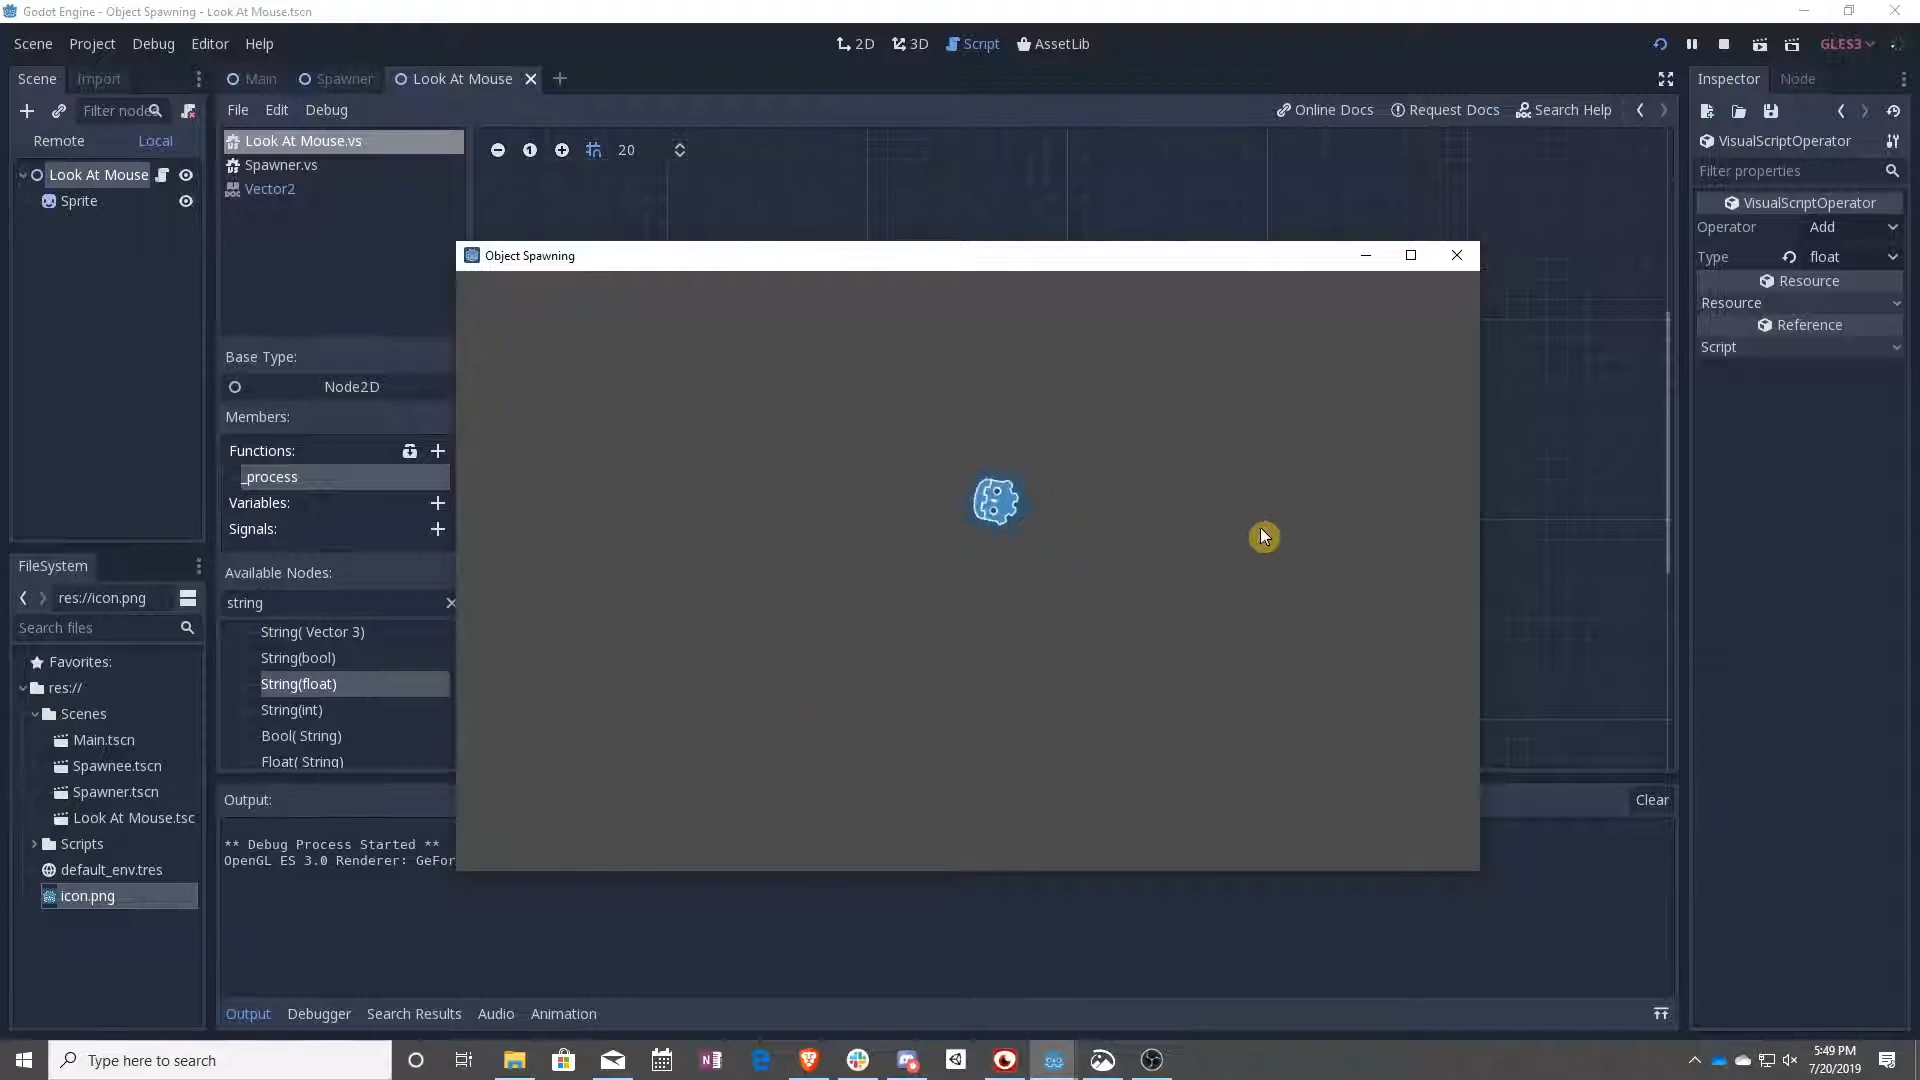 Godot Engine - Object Spawning - Look At Mouse.tscn
Scene Project Debug Editor Help
2D 3D Script AssetLib
GLES3
Scene Import
Main Spawner Look At Mouse
Inspector Node
Filter node
File Edit Debug
Online Docs Request Docs Search Help
Remote Local
Look At Mouse.vs
Spawner.vs
Vector2
20
VisualScriptOperator
Filter properties
Look At Mouse
Sprite
VisualScriptOperator
Operator Add
Type float
Resource
Resource
Reference
Script
Object Spawning
Base Type:
Node2D
Members:
Functions:
_process
Variables:
Signals:
Available Nodes:
string
String( Vector 3)
String(bool)
String(float)
String(int)
Bool( String)
Float( String)
FileSystem
res://icon.png
Search files
Favorites:
res://
Scenes
Main.tscn
Spawnee.tscn
Spawner.tscn
Look At Mouse.tsc
Scripts
default_env.tres
icon.png
Output:
Clear
** Debug Process Started **
OpenGL ES 3.0 Renderer: GeFor
Output Debugger Search Results Audio Animation
Type here to search
5:49 PM
7/20/2019